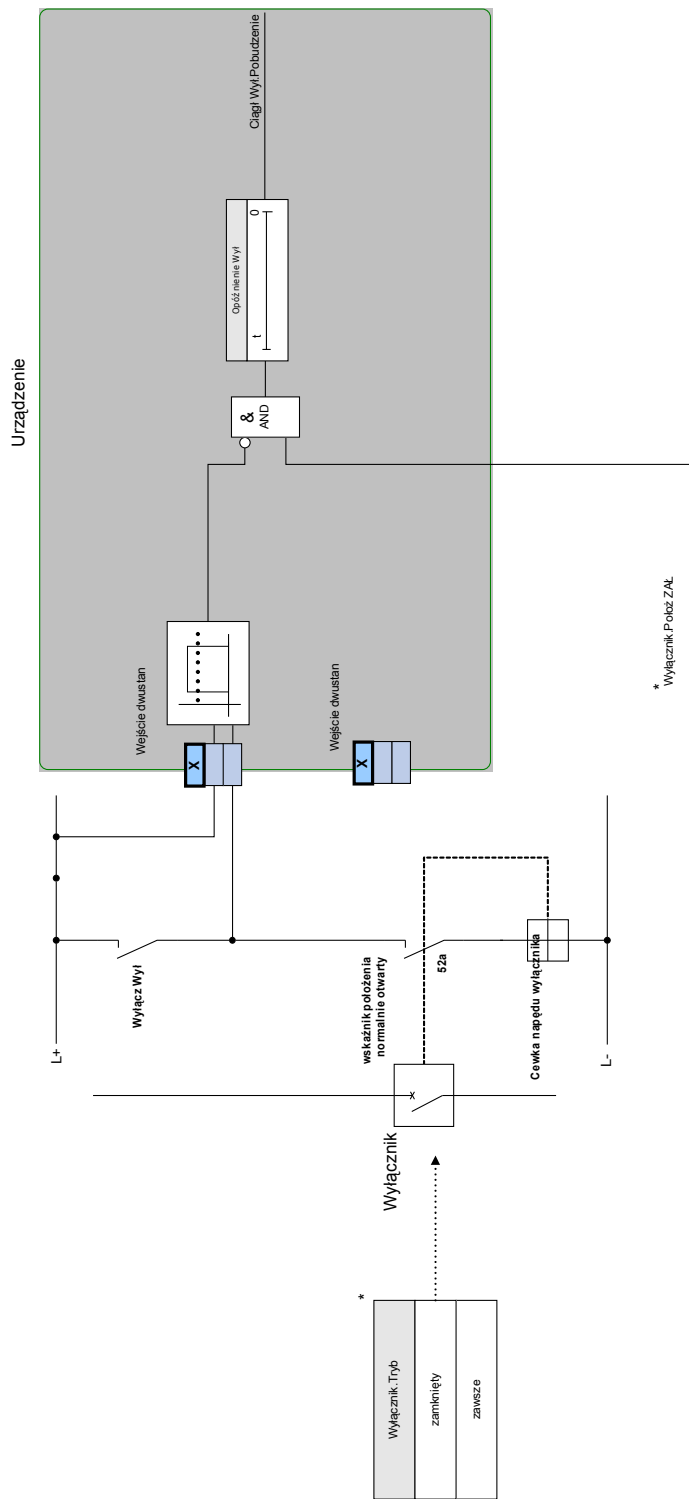 Urządzenie
Ciągł Wył.Pobudzenie
Opóźnienie Wył
t
0
&
AND
Wejście dwustan
X
Wejście dwustan
X
L+
Wyłącz Wył
wskaźnik położenia
normalnie otwarty
52a
Cewka napędu wyłącznika
L-
x
Wyłącznik
*
Wyłącznik.Położ ZAŁ
*
Wyłącznik.Tryb
zamknięty
zawsze